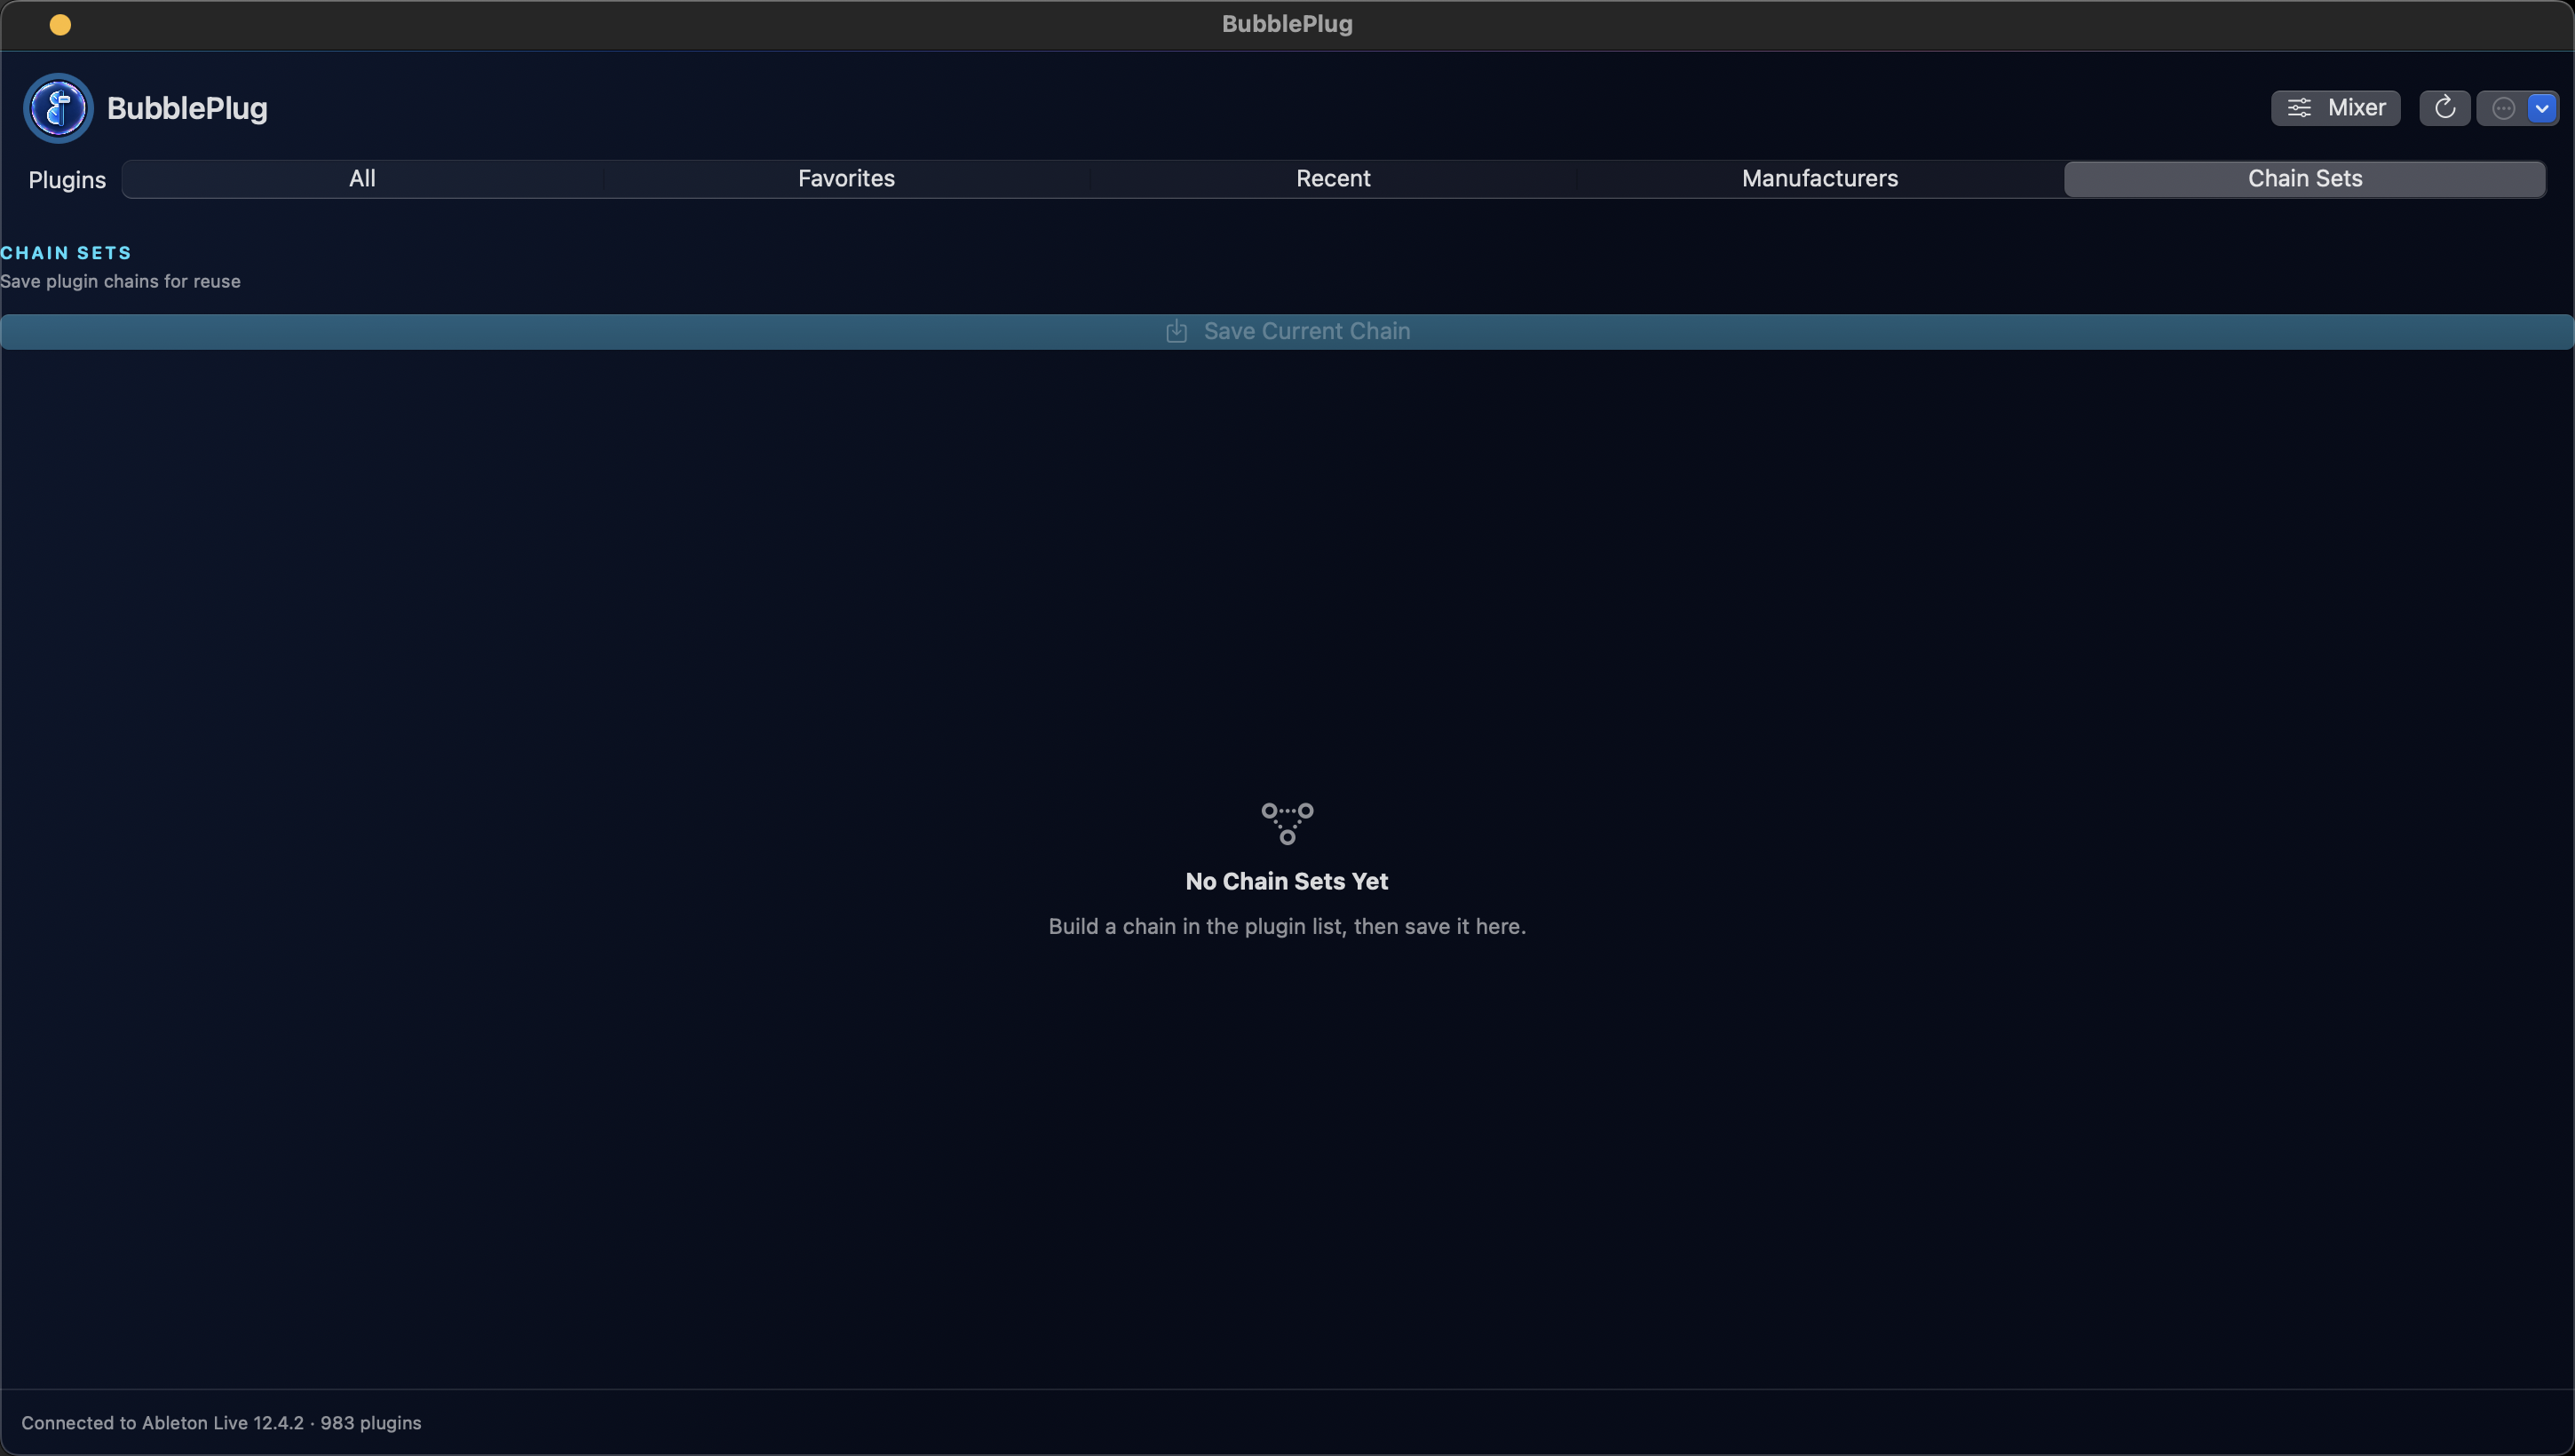 BubblePlug
BubblePlug
Mixer
Plugins
All
Favorites
Recent
Manufacturers
Chain Sets
CHAIN SETS
Save plugin chains for reuse
Save Current Chain
No Chain Sets Yet
Build a chain in the plugin list, then save it here.
Connected to Ableton Live 12.4.2 · 983 plugins